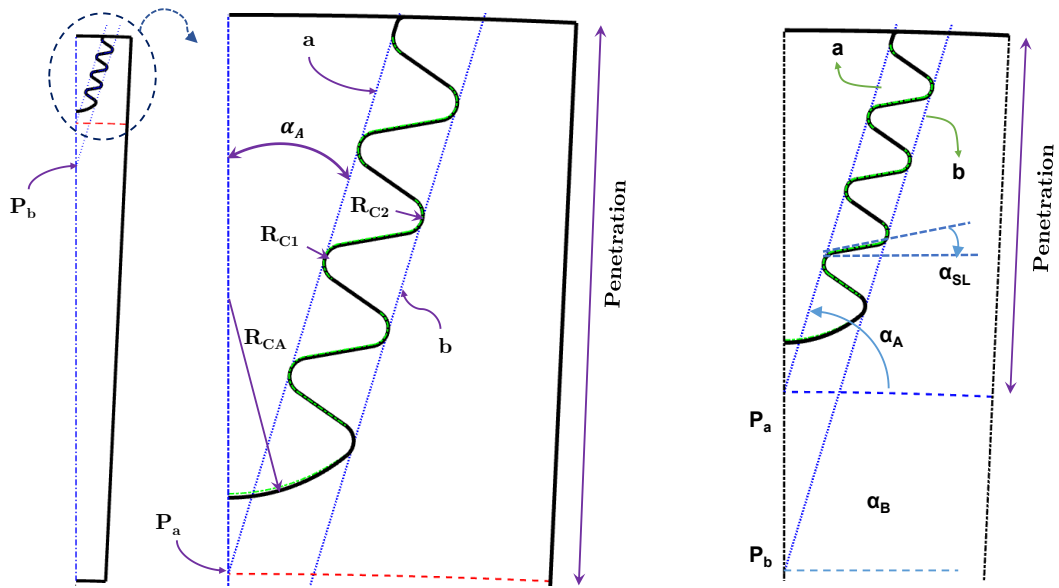 P_b
a
α_A
R_C2
R_C1
R_CA
b
P_a
Penetration
a
b
α_SL
α_A
P_a
α_B
P_b
Penetration